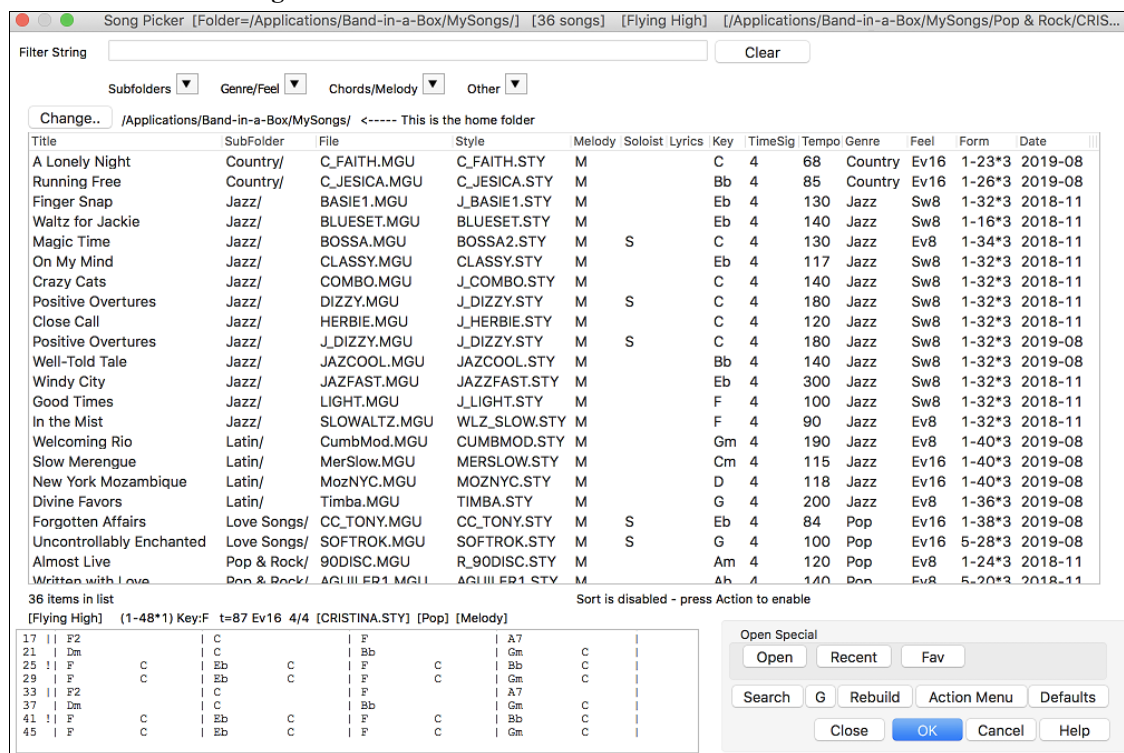 Song Picker [Folder=/Applications/Band-in-a-Box/MySongs/] [36 songs] [Flying High] [/Applications/Band-in-a-Box/MySongs/Pop & Rock/CRIS...
Filter String Clear
Subfolders ▼ Genre/Feel ▼ Chords/Melody ▼ Other ▼
Change.. /Applications/Band-in-a-Box/MySongs/ <----- This is the home folder
Title SubFolder File Style Melody Soloist Lyrics Key TimeSig Tempo Genre Feel Form Date
A Lonely Night Country/ C_FAITH.MGU C_FAITH.STY M C 4 68 Country Ev16 1-23*3 2019-08
Running Free Country/ C_JESICA.MGU C_JESICA.STY M Bb 4 85 Country Ev16 1-26*3 2019-08
Finger Snap Jazz/ BASIE1.MGU J_BASIE1.STY M Eb 4 130 Jazz Sw8 1-32*3 2018-11
Waltz for Jackie Jazz/ BLUESET.MGU BLUESET.STY M Eb 4 140 Jazz Sw8 1-16*3 2018-11
Magic Time Jazz/ BOSSA.MGU BOSSA2.STY M S C 4 130 Jazz Ev8 1-34*3 2018-11
On My Mind Jazz/ CLASSY.MGU CLASSY.STY M Eb 4 117 Jazz Sw8 1-32*3 2018-11
Crazy Cats Jazz/ COMBO.MGU J_COMBO.STY M C 4 140 Jazz Sw8 1-32*3 2018-11
Positive Overtures Jazz/ DIZZY.MGU J_DIZZY.STY M S C 4 180 Jazz Sw8 1-32*3 2018-11
Close Call Jazz/ HERBIE.MGU J_HERBIE.STY M C 4 120 Jazz Sw8 1-32*3 2018-11
Positive Overtures Jazz/ J_DIZZY.MGU J_DIZZY.STY M S C 4 180 Jazz Sw8 1-32*3 2019-08
Well-Told Tale Jazz/ JAZCOOL.MGU JAZCOOL.STY M Bb 4 140 Jazz Sw8 1-32*3 2018-11
Windy City Jazz/ JAZFAST.MGU JAZZFAST.STY M Eb 4 300 Jazz Sw8 1-32*3 2018-11
Good Times Jazz/ LIGHT.MGU J_LIGHT.STY M F 4 100 Jazz Sw8 1-32*3 2018-11
In the Mist Jazz/ SLOWALTZ.MGU WLZ_SLOW.STY M F 4 90 Jazz Ev8 1-32*3 2018-11
Welcoming Rio Latin/ CumbMod.MGU CUMBMOD.STY M Gm 4 190 Jazz Ev8 1-40*3 2019-08
Slow Merengue Latin/ MerSlow.MGU MERSLOW.STY M Cm 4 115 Jazz Ev16 1-40*3 2019-08
New York Mozambique Latin/ MozNYC.MGU MOZNYC.STY M D 4 118 Jazz Ev16 1-40*3 2019-08
Divine Favors Latin/ Timba.MGU TIMBA.STY M G 4 200 Jazz Ev8 1-36*3 2019-08
Forgotten Affairs Love Songs/ CC_TONY.MGU CC_TONY.STY M S Eb 4 84 Pop Ev16 1-38*3 2019-08
Uncontrollably Enchanted Love Songs/ SOFTROK.MGU SOFTROK.STY M S G 4 100 Pop Ev16 5-28*3 2019-08
Almost Live Pop & Rock/ 90DISC.MGU R_90DISC.STY M Am 4 120 Pop Ev8 1-24*3 2018-11
Written with Love Pop & Rock/ AGUILER1.MGU AGUILER1.STY M Ab 4 140 Pop Ev8 5-20*3 2018-11
36 items in list Sort is disabled - press Action to enable
[Flying High] (1-48*1) Key:F t=87 Ev16 4/4 [CRISTINA.STY] [Pop] [Melody]
17 || F2 | C | F | A7 |
21 | Dm | C | Bb | Gm C |
25 !| F C | Eb C | F C | Bb C |
29 | F C | Eb C | F C | Gm C |
33 || F2 | C | F | A7 |
37 | Dm | C | Bb | Gm C |
41 !| F C | Eb C | F C | Bb C |
45 | F C | Eb C | F C | Gm C |
Open Special
Open Recent Fav
Search G Rebuild Action Menu Defaults
Close OK Cancel Help